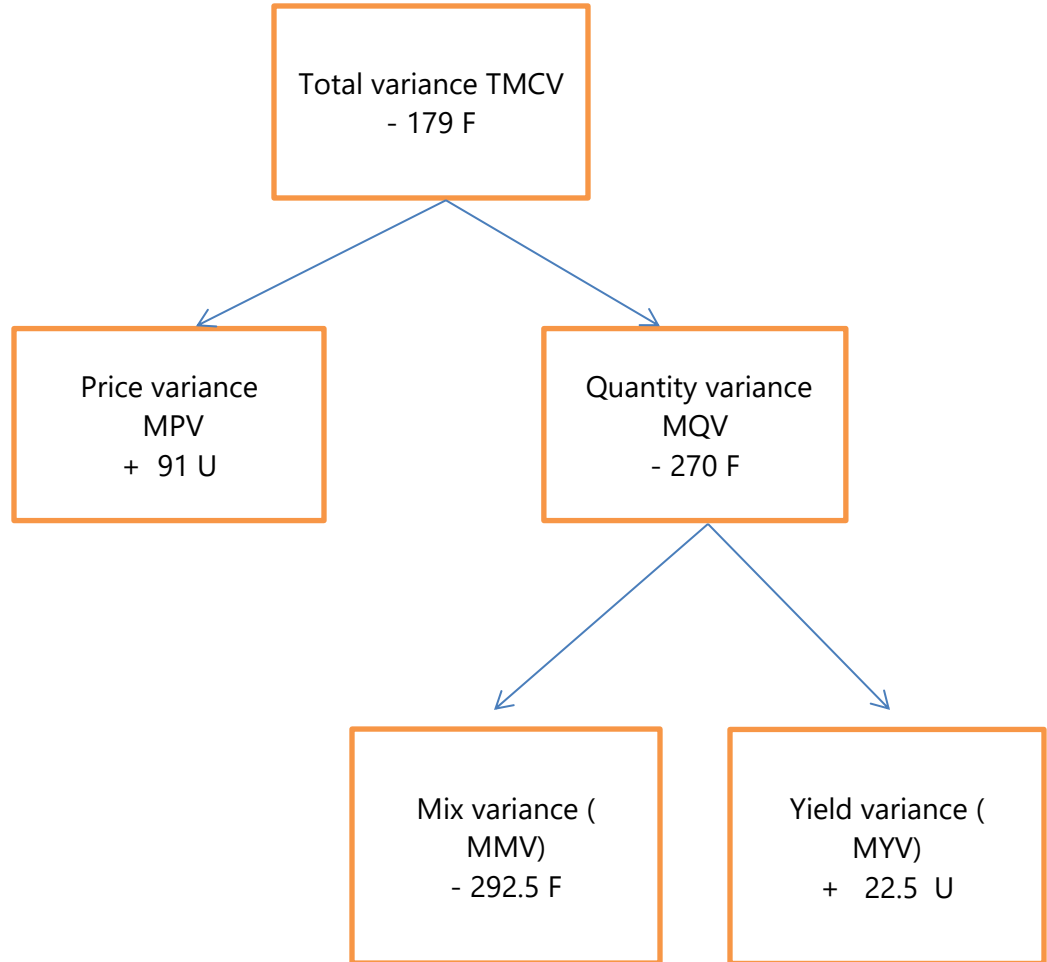 Total variance TMCV
- 179 F
Price variance
MPV
+ 91 U
Quantity variance
MQV
- 270 F
Mix variance (
MMV)
- 292.5 F
Yield variance (
MYV)
+ 22.5 U